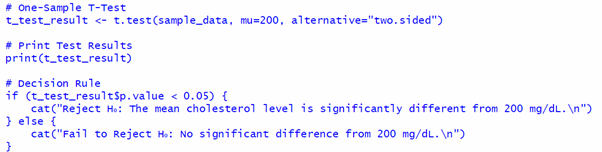 # One-Sample T-Test
t_test_result <- t.test(sample_data, mu=200, alternative="two.sided")
# Print Test Results
print(t_test_result)
# Decision Rule
if (t_test_result$p.value < 0.05) {
    cat("Reject H₀: The mean cholesterol level is significantly different from 200 mg/dL.\n")
} else {
    cat("Fail to Reject H₀: No significant difference from 200 mg/dL.\n")
}